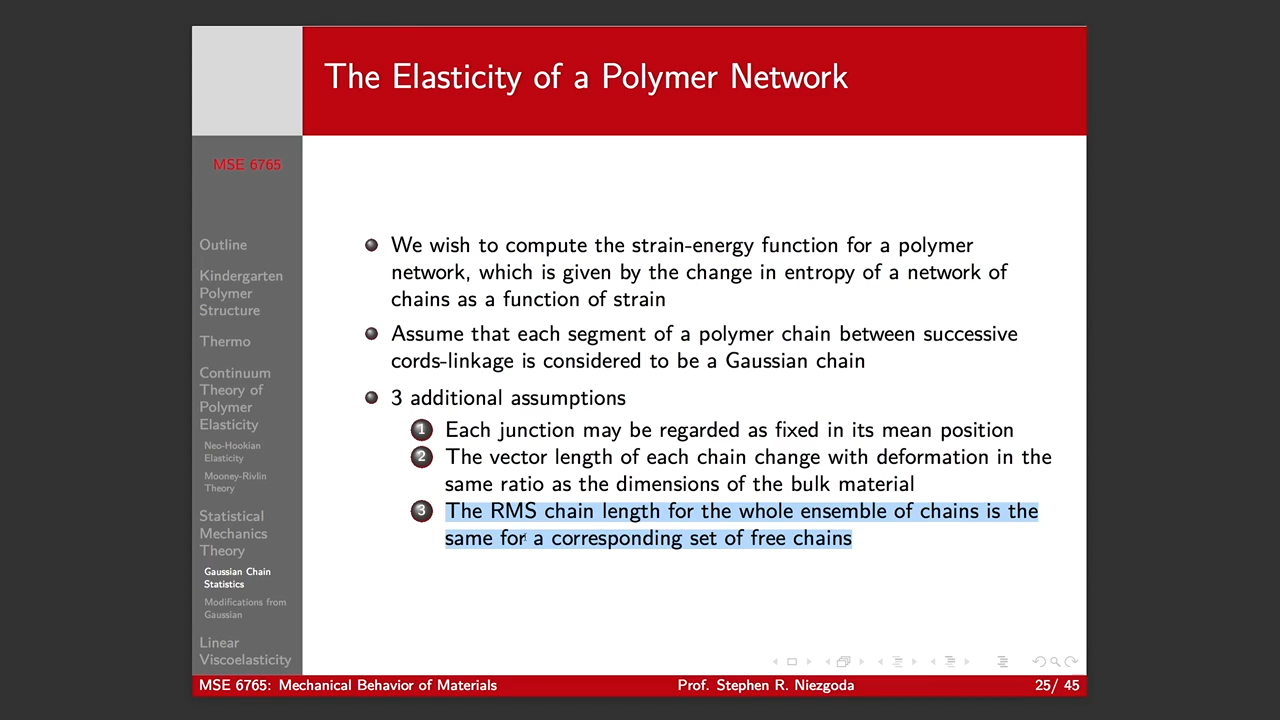 The Elasticity of a Polymer Network
MSE 6765
Outline
Kindergarten
Polymer
Structure
Thermo
Continuum
Theory of
Polymer
Elasticity
Neo-Hookian
Elasticity
Mooney-Rivlin
Theory
Statistical
Mechanics
Theory
Gaussian Chain
Statistics
Modifications from
Gaussian
Linear
Viscoelasticity
We wish to compute the strain-energy function for a polymer
network, which is given by the change in entropy of a network of
chains as a function of strain
Assume that each segment of a polymer chain between successive
cords-linkage is considered to be a Gaussian chain
3 additional assumptions
1 Each junction may be regarded as fixed in its mean position
2 The vector length of each chain change with deformation in the
same ratio as the dimensions of the bulk material
3 The RMS chain length for the whole ensemble of chains is the
same for a corresponding set of free chains
MSE 6765: Mechanical Behavior of Materials
Prof. Stephen R. Niezgoda
25/ 45